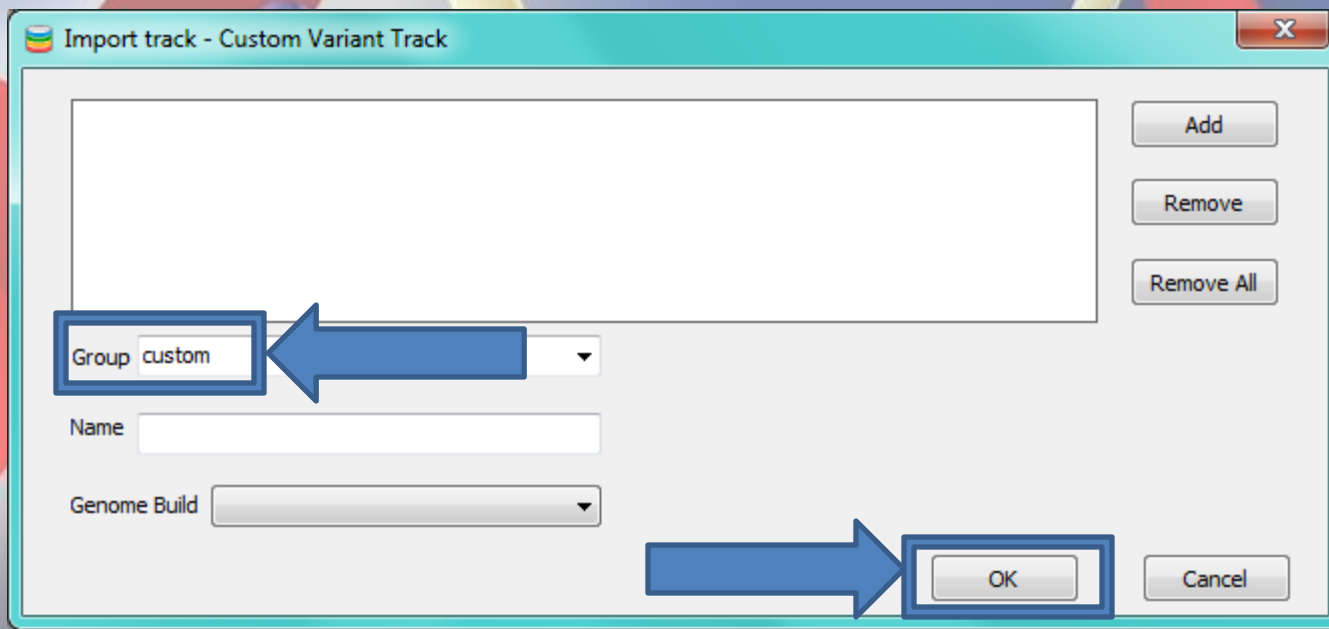 Import track - Custom Variant Track
Add
Remove
Remove All
Group custom
Name
Genome Build
OK Cancel